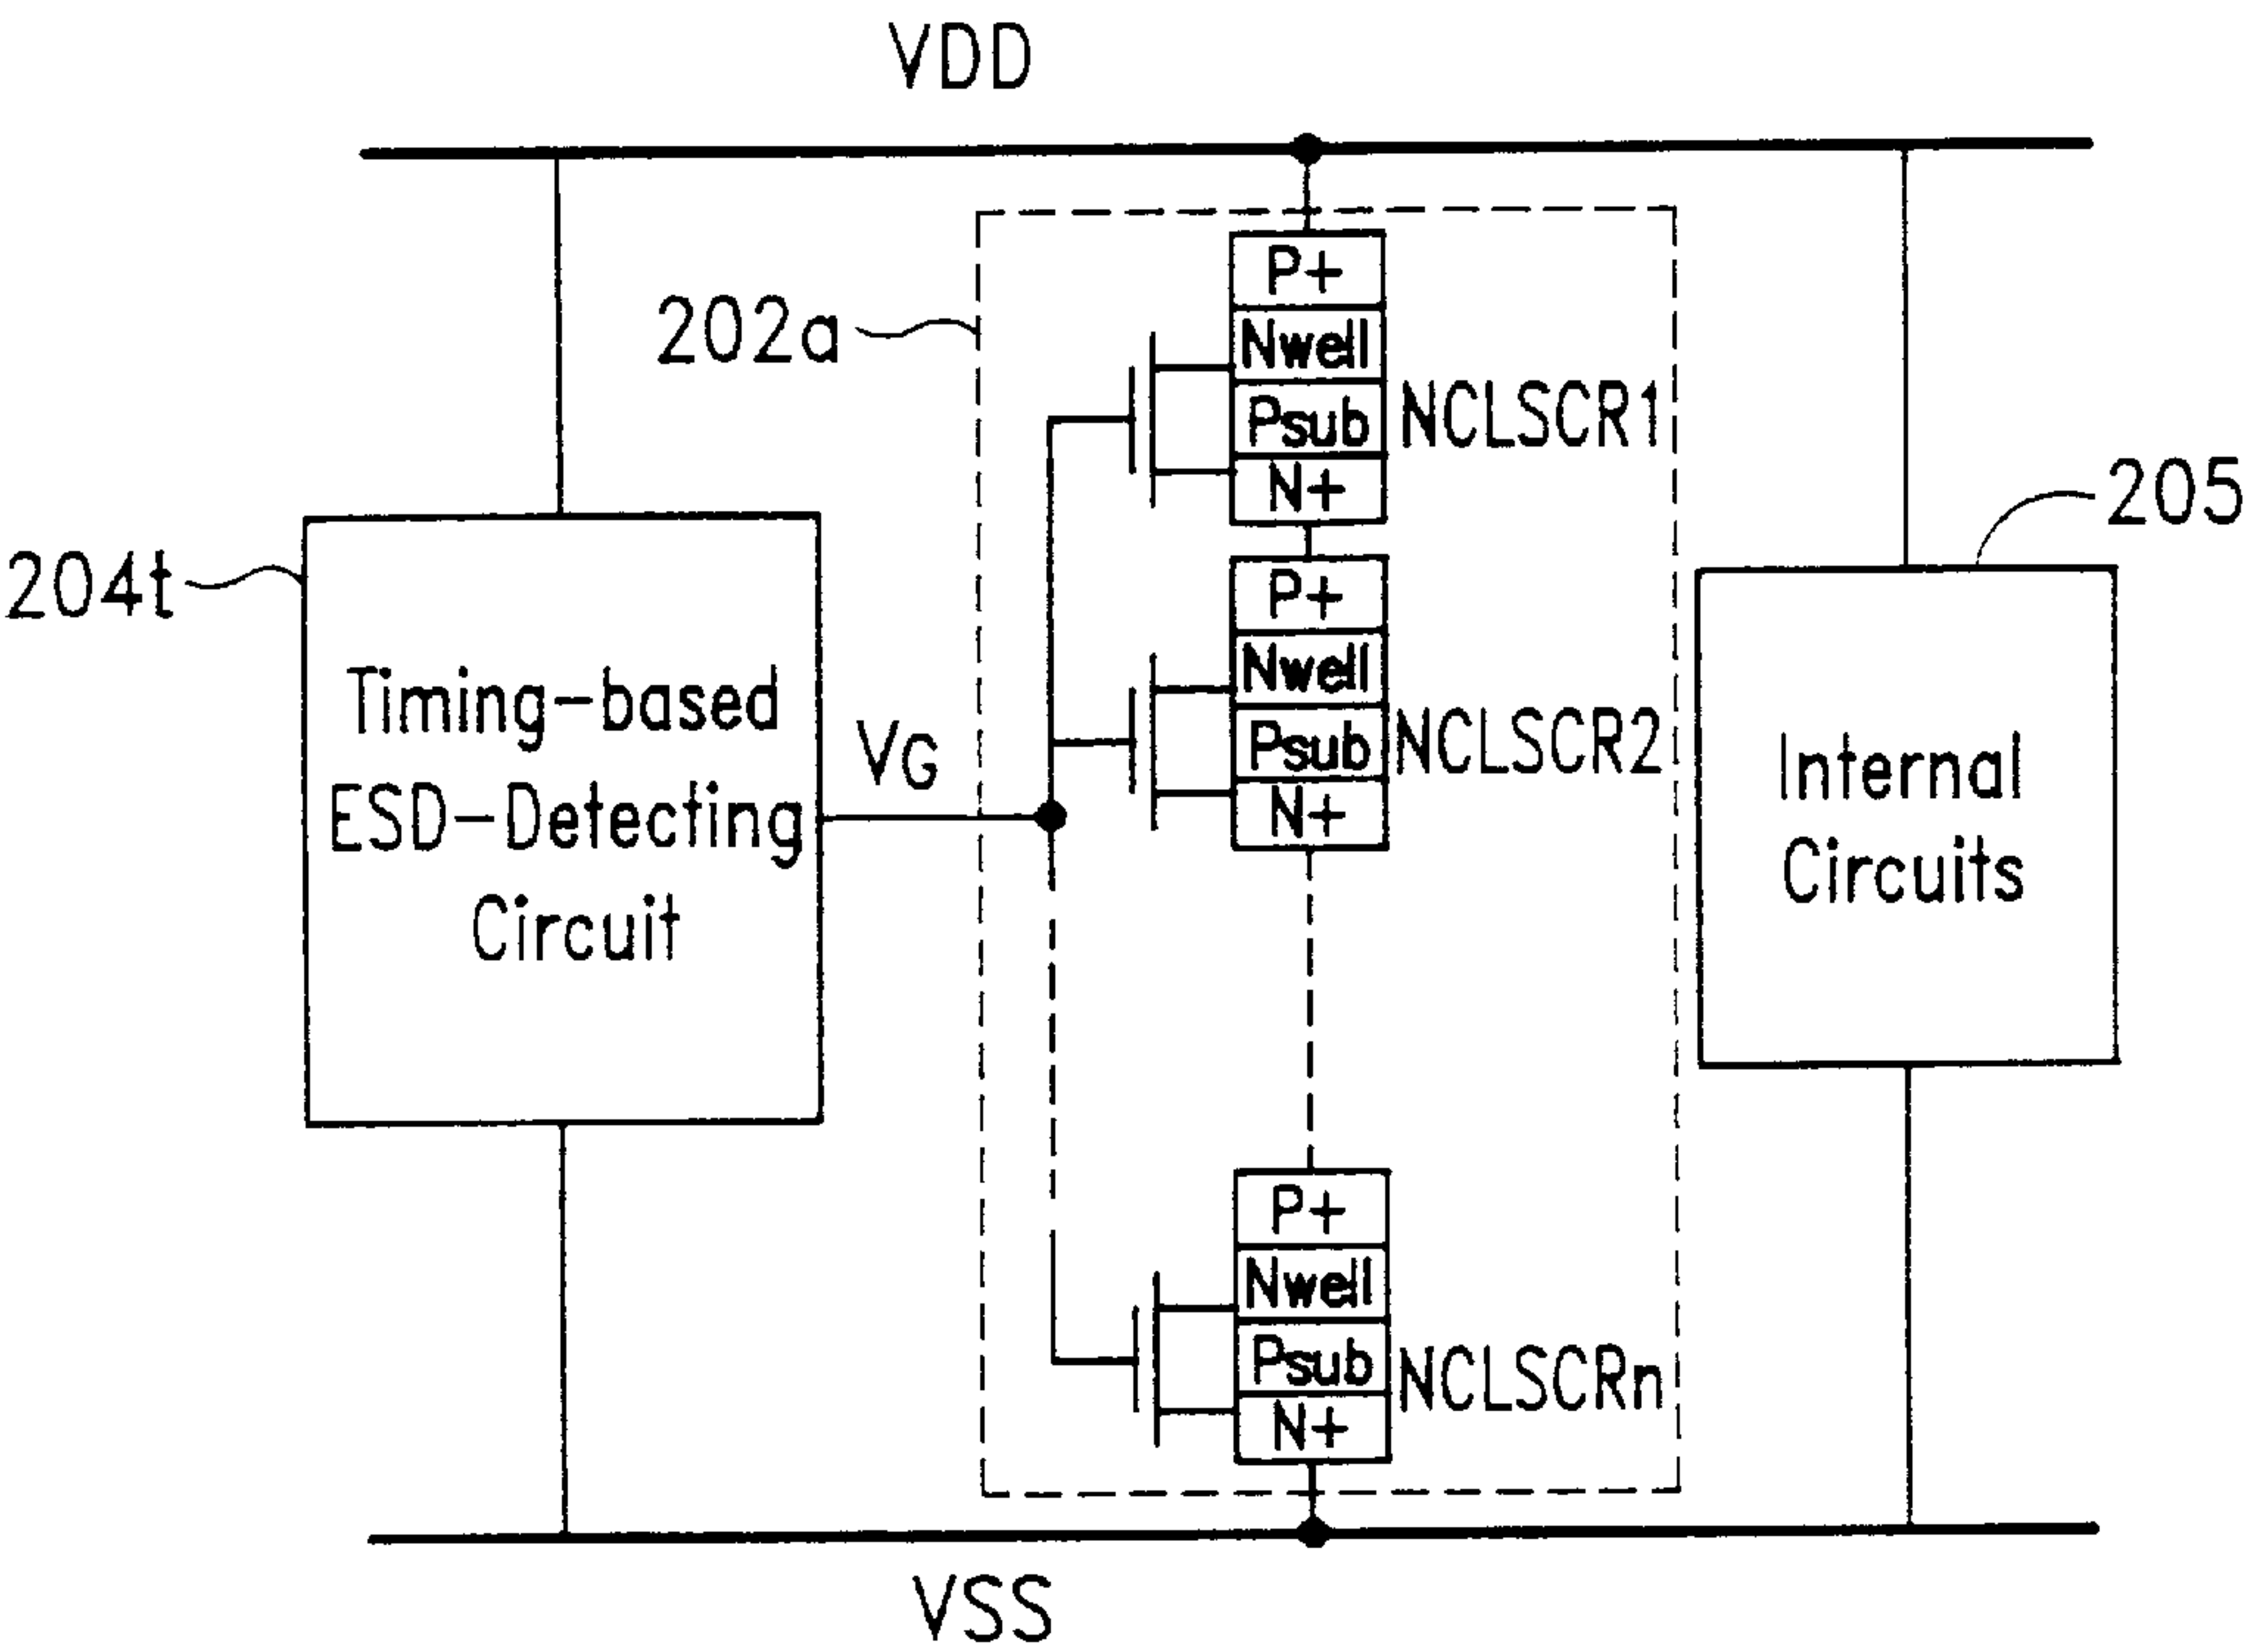 VDD
202a
P+
Nwell
Psub
N+
NCLSCR1
205
204t
P+
Nwell
Psub
N+
NCLSCR2
Timing-based
ESD-Detecting
Circuit
VG
Internal
Circuits
P+
Nwell
Psub
N+
NCLSCRn
VSS